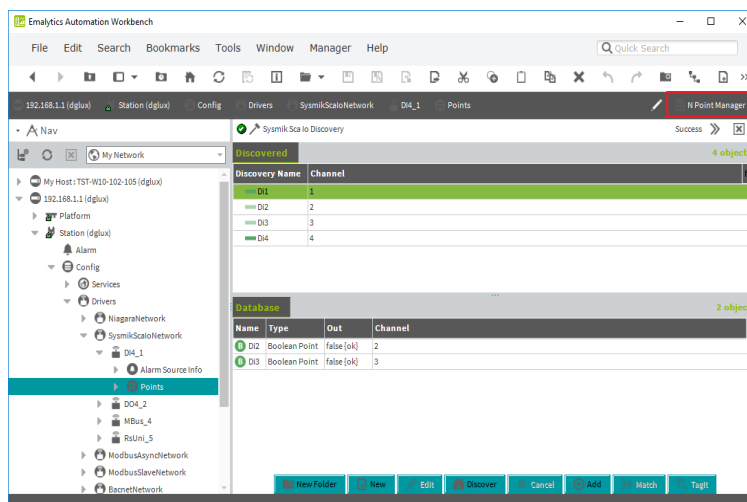 Emalytics Automation Workbench
File Edit Search Bookmarks Tools Window Manager Help
Quick Search
192.168.1.1 (dglux) Station (dglux) Config Drivers SysmikScaIoNetwork DI4_1 Points N Point Manager
Nav
Sysmik Sca Io Discovery Success
My Network
Discovered 4 object
Discovery Name Channel
Di1 1
Di2 2
Di3 3
Di4 4
My Host : TST-W10-102-105 (dglux)
192.168.1.1 (dglux)
Platform
Station (dglux)
Alarm
Config
Services
Drivers
NiagaraNetwork
SysmikScaIoNetwork
DI4_1
Alarm Source Info
Points
DO4_2
MBus_4
RsUni_5
ModbusAsyncNetwork
ModbusSlaveNetwork
BacnetNetwork
Database 2 objec
Name Type Out Channel
B Di2 Boolean Point false {ok} 2
B Di3 Boolean Point false {ok} 3
New Folder New Edit Discover Cancel Add Match TagIt